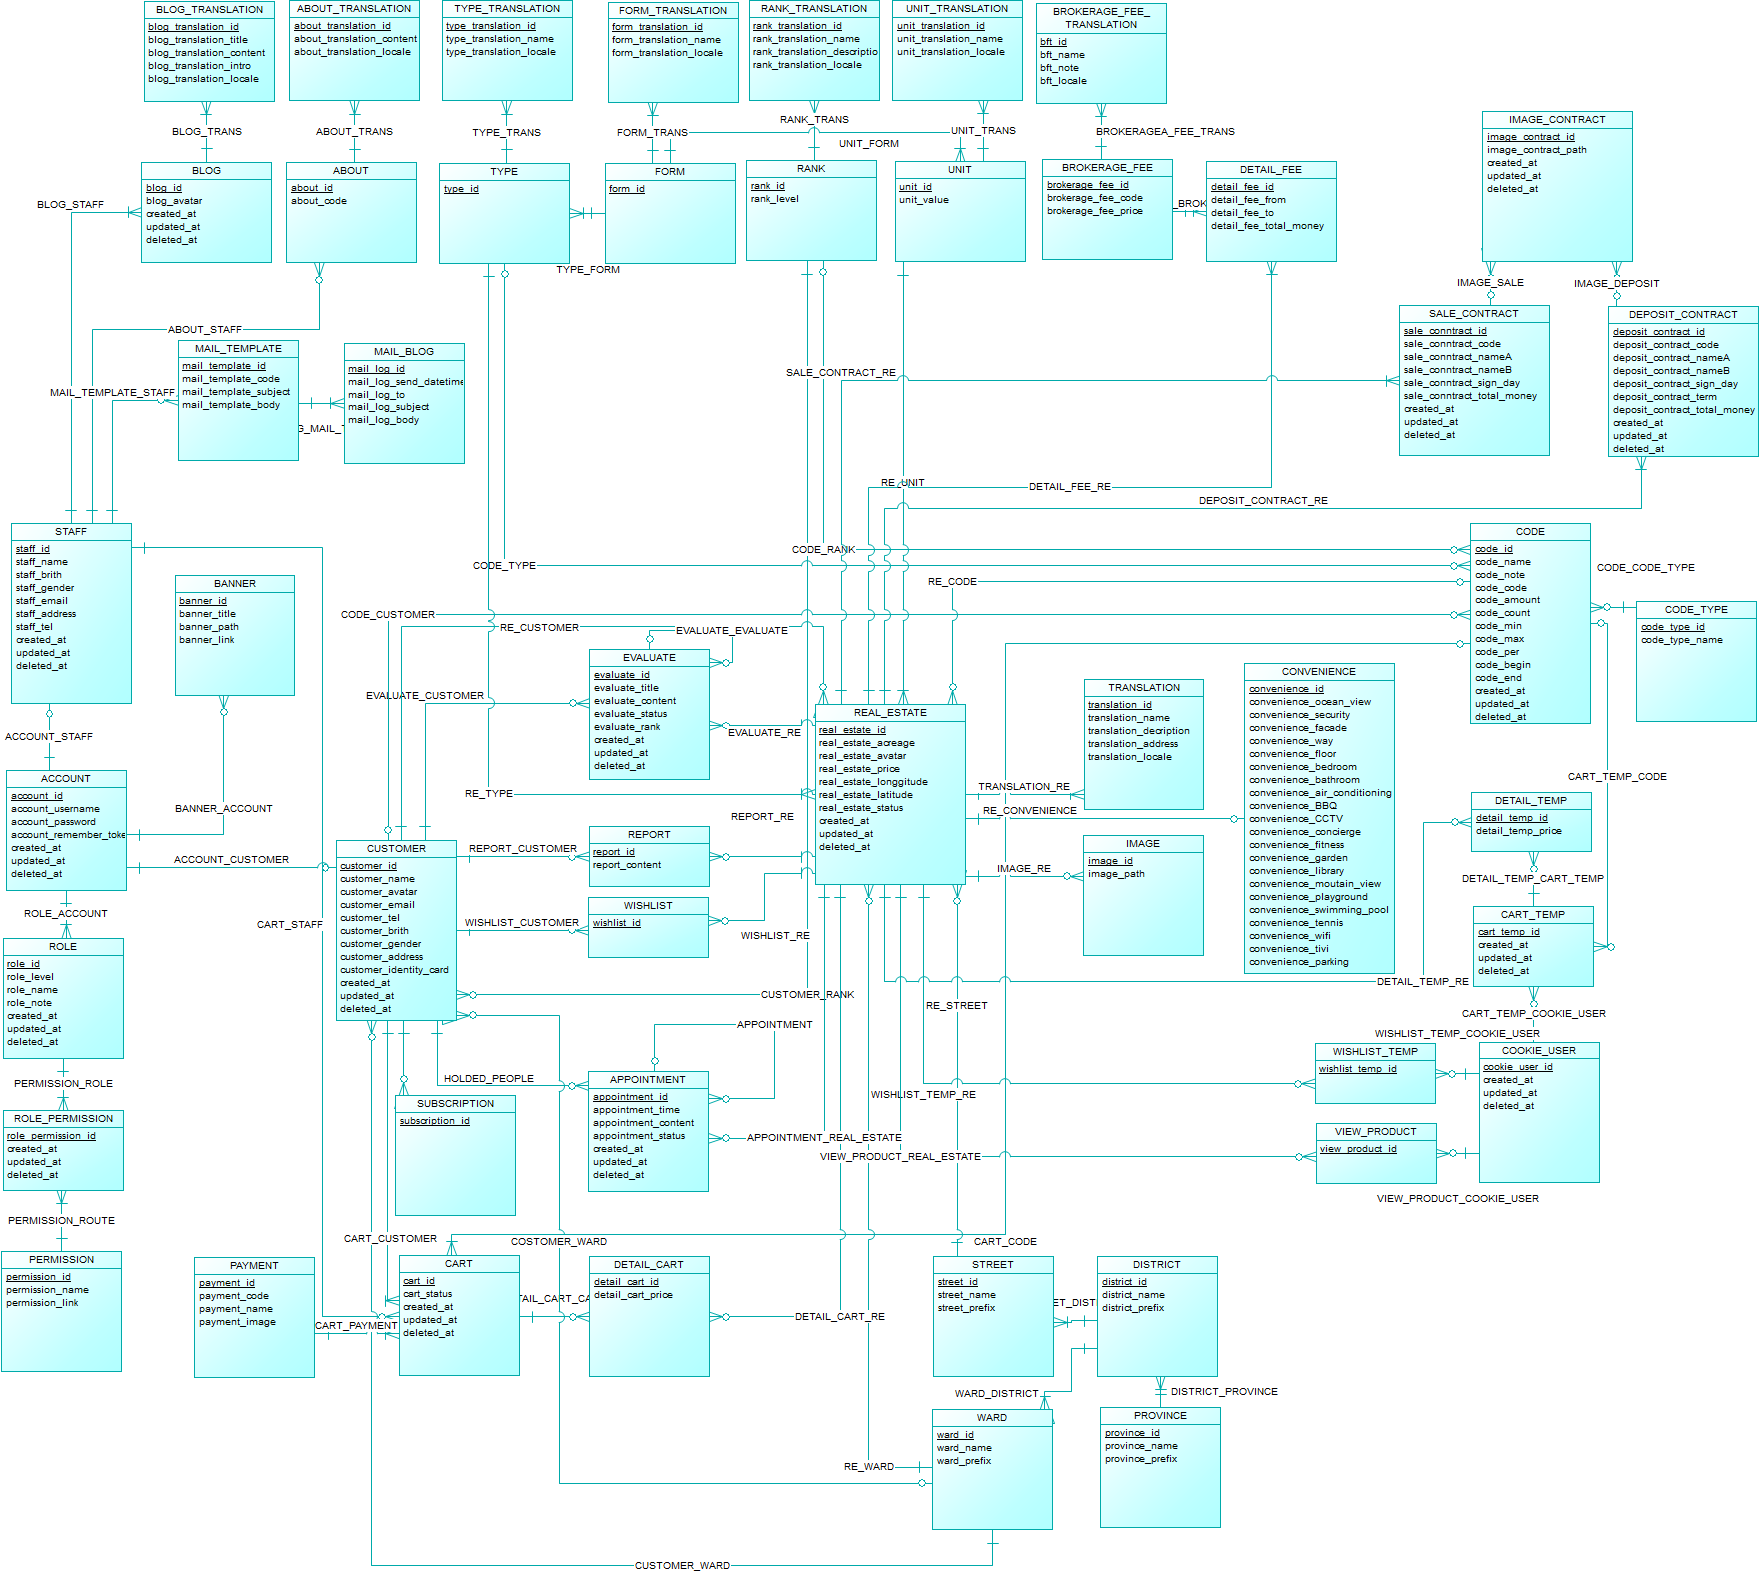 BLOG_TRANSLATION
blog_translation_id
blog_translation_title
blog_translation_content
blog_translation_intro
blog_translation_locale
ABOUT_TRANSLATION
about_translation_id
about_translation_content
about_translation_locale
TYPE_TRANSLATION
type_translation_id
type_translation_name
type_translation_locale
FORM_TRANSLATION
form_translation_id
form_translation_name
form_translation_locale
RANK_TRANSLATION
rank_translation_id
rank_translation_name
rank_translation_descriptio
rank_translation_locale
UNIT_TRANSLATION
unit_translation_id
unit_translation_name
unit_translation_locale
BROKERAGE_FEE_
TRANSLATION
bft_id
bft_name
bft_note
bft_locale
IMAGE_CONTRACT
image_contract_id
image_contract_path
created_at
updated_at
deleted_at
BLOG_TRANS
ABOUT_TRANS
TYPE_TRANS
FORM_TRANS
RANK_TRANS
UNIT_FORM
UNIT_TRANS
BROKERAGEA_FEE_TRANS
BLOG
blog_id
blog_avatar
created_at
updated_at
deleted_at
ABOUT
about_id
about_code
TYPE
type_id
FORM
form_id
RANK
rank_id
rank_level
UNIT
unit_id
unit_value
BROKERAGE_FEE
brokerage_fee_id
brokerage_fee_code
brokerage_fee_price
_BROK
DETAIL_FEE
detail_fee_id
detail_fee_from
detail_fee_to
detail_fee_total_money
BLOG_STAFF
TYPE_FORM
IMAGE_SALE
IMAGE_DEPOSIT
ABOUT_STAFF
SALE_CONTRACT
sale_conntract_id
sale_conntract_code
sale_conntract_nameA
sale_conntract_nameB
sale_conntract_sign_day
sale_conntract_total_money
created_at
updated_at
deleted_at
DEPOSIT_CONTRACT
deposit_contract_id
deposit_contract_code
deposit_contract_nameA
deposit_contract_nameB
deposit_contract_sign_day
deposit_contract_term
deposit_contract_total_money
created_at
updated_at
deleted_at
MAIL_TEMPLATE
mail_template_id
mail_template_code
mail_template_subject
mail_template_body
MAIL_BLOG
mail_log_id
mail_log_send_datetime
mail_log_to
mail_log_subject
mail_log_body
MAIL_TEMPLATE_STAFF
G_MAIL_
SALE_CONTRACT_RE
RE_UNIT
DETAIL_FEE_RE
DEPOSIT_CONTRACT_RE
STAFF
staff_id
staff_name
staff_brith
staff_gender
staff_email
staff_address
staff_tel
created_at
updated_at
deleted_at
BANNER
banner_id
banner_title
banner_path
banner_link
CODE_RANK
CODE_TYPE
RE_CODE
CODE_CUSTOMER
RE_CUSTOMER
CODE
code_id
code_name
code_note
code_code
code_amount
code_count
code_min
code_max
code_per
code_begin
code_end
created_at
updated_at
deleted_at
CODE_CODE_TYPE
CODE_TYPE
code_type_id
code_type_name
EVALUATE_EVALUATE
EVALUATE
evaluate_id
evaluate_title
evaluate_content
evaluate_status
evaluate_rank
created_at
updated_at
deleted_at
EVALUATE_CUSTOMER
EVALUATE_RE
REAL_ESTATE
real_estate_id
real_estate_acreage
real_estate_avatar
real_estate_price
real_estate_longgitude
real_estate_latitude
real_estate_status
created_at
updated_at
deleted_at
TRANSLATION
translation_id
translation_name
translation_decription
translation_address
translation_locale
CONVENIENCE
convenience_id
convenience_ocean_view
convenience_security
convenience_facade
convenience_way
convenience_floor
convenience_bedroom
convenience_bathroom
convenience_air_conditioning
convenience_BBQ
convenience_CCTV
convenience_concierge
convenience_fitness
convenience_garden
convenience_library
convenience_moutain_view
convenience_playground
convenience_swimming_pool
convenience_tennis
convenience_wifi
convenience_tivi
convenience_parking
ACCOUNT_STAFF
ACCOUNT
account_id
account_username
account_password
account_remember_toke
created_at
updated_at
deleted_at
BANNER_ACCOUNT
RE_TYPE
REPORT_RE
TRANSLATION_RE
RE_CONVENIENCE
CART_TEMP_CODE
DETAIL_TEMP
detail_temp_id
detail_temp_price
ACCOUNT_CUSTOMER
CUSTOMER
customer_id
customer_name
customer_avatar
customer_email
customer_tel
customer_brith
customer_gender
customer_address
customer_identity_card
created_at
updated_at
deleted_at
REPORT_CUSTOMER
REPORT
report_id
report_content
IMAGE_RE
IMAGE
image_id
image_path
DETAIL_TEMP_CART_TEMP
WISHLIST_CUSTOMER
WISHLIST
wishlist_id
WISHLIST_RE
CART_TEMP
cart_temp_id
created_at
updated_at
deleted_at
ROLE_ACCOUNT
CART_STAFF
ROLE
role_id
role_level
role_name
role_note
created_at
updated_at
deleted_at
CUSTOMER_RANK
RE_STREET
DETAIL_TEMP_RE
CART_TEMP_COOKIE_USER
WISHLIST_TEMP_COOKIE_USER
APPOINTMENT
HOLDED_PEOPLE
APPOINTMENT
appointment_id
appointment_time
appointment_content
appointment_status
created_at
updated_at
deleted_at
WISHLIST_TEMP_RE
WISHLIST_TEMP
wishlist_temp_id
COOKIE_USER
cookie_user_id
created_at
updated_at
deleted_at
PERMISSION_ROLE
SUBSCRIPTION
subscription_id
ROLE_PERMISSION
role_permission_id
created_at
updated_at
deleted_at
APPOINTMENT_REAL_ESTATE
VIEW_PRODUCT_REAL_ESTATE
VIEW_PRODUCT
view_product_id
VIEW_PRODUCT_COOKIE_USER
PERMISSION_ROUTE
CART_CUSTOMER
COSTOMER_WARD
CART_CODE
PERMISSION
permission_id
permission_name
permission_link
PAYMENT
payment_id
payment_code
payment_name
payment_image
CART_PAYMENT
CART
cart_id
cart_status
created_at
updated_at
deleted_at
TAIL_CART_CA
DETAIL_CART
detail_cart_id
detail_cart_price
DETAIL_CART_RE
STREET
street_id
street_name
street_prefix
ET_DIST
DISTRICT
district_id
district_name
district_prefix
WARD_DISTRICT
DISTRICT_PROVINCE
WARD
ward_id
ward_name
ward_prefix
PROVINCE
province_id
province_name
province_prefix
RE_WARD
CUSTOMER_WARD